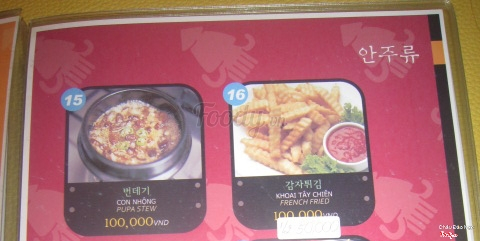 안주류
15
번데기
CON NHỘNG
PUPA STEW
100,000VND
16
감자튀김
KHOAI TÂY CHIÊN
FRENCH FRIED
100,000VND